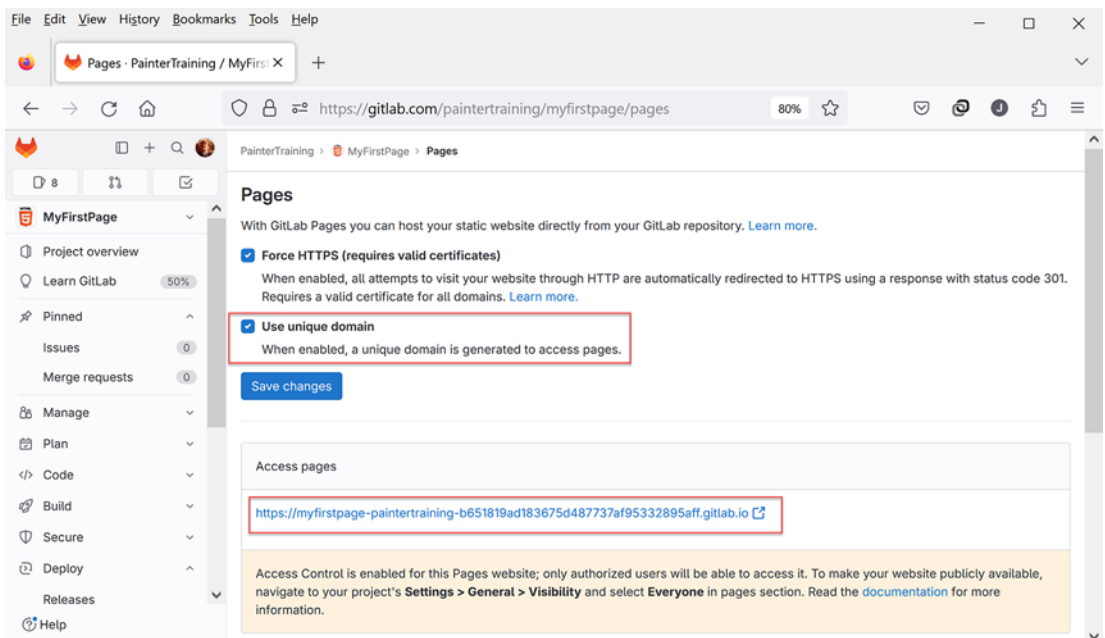 File Edit View History Bookmarks Tools Help
Pages · PainterTraining / MyFirs
https://gitlab.com/paintertraining/myfirstpage/pages 80% J
PainterTraining > MyFirstPage > Pages
8
MyFirstPage
Project overview
Learn GitLab 50%
Pinned
Issues 0
Merge requests 0
Manage
Plan
Code
Build
Secure
Deploy
Releases
Help
Pages
With GitLab Pages you can host your static website directly from your GitLab repository. Learn more.
Force HTTPS (requires valid certificates)
When enabled, all attempts to visit your website through HTTP are automatically redirected to HTTPS using a response with status code 301.
Requires a valid certificate for all domains. Learn more.
Use unique domain
When enabled, a unique domain is generated to access pages.
Save changes
Access pages
https://myfirstpage-paintertraining-b651819ad183675d487737af95332895aff.gitlab.io
Access Control is enabled for this Pages website; only authorized users will be able to access it. To make your website publicly available,
navigate to your project's Settings > General > Visibility and select Everyone in pages section. Read the documentation for more
information.